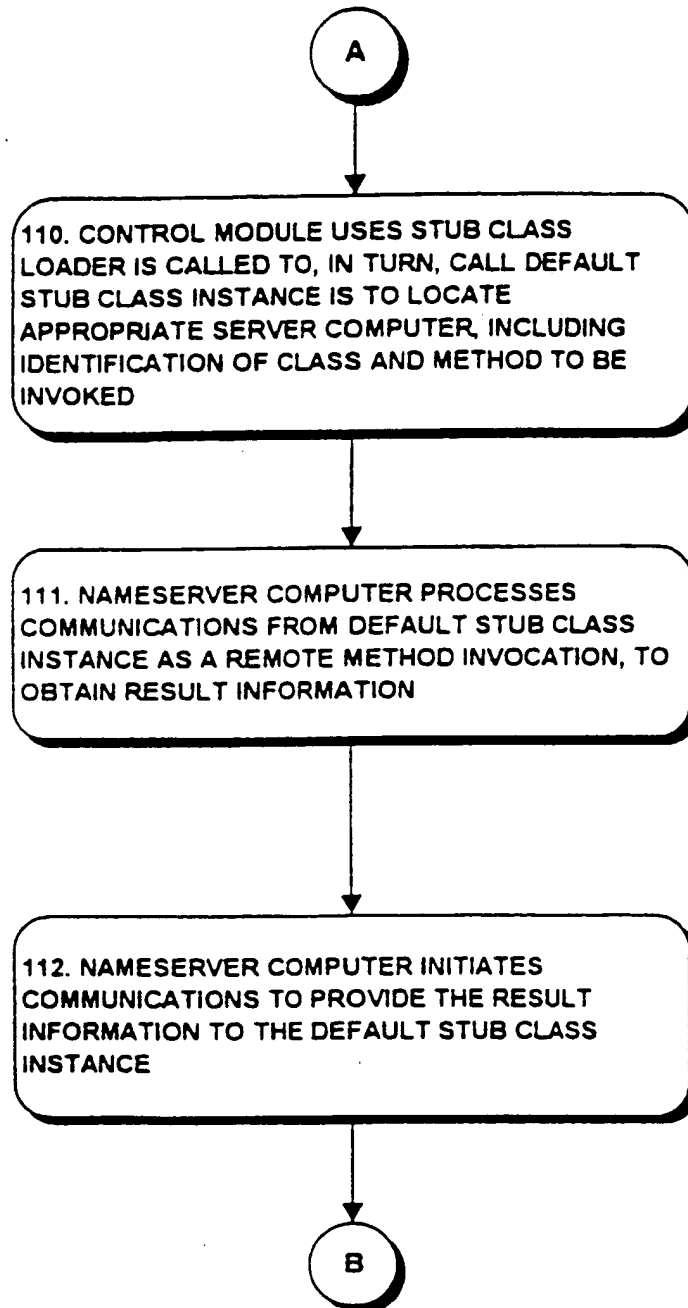 A
110. CONTROL MODULE USES STUB CLASS
LOADER IS CALLED TO, IN TURN, CALL DEFAULT
STUB CLASS INSTANCE IS TO LOCATE
APPROPRIATE SERVER COMPUTER, INCLUDING
IDENTIFICATION OF CLASS AND METHOD TO BE
INVOKED
111. NAMESERVER COMPUTER PROCESSES
COMMUNICATIONS FROM DEFAULT STUB CLASS
INSTANCE AS A REMOTE METHOD INVOCATION, TO
OBTAIN RESULT INFORMATION
112. NAMESERVER COMPUTER INITIATES
COMMUNICATIONS TO PROVIDE THE RESULT
INFORMATION TO THE DEFAULT STUB CLASS
INSTANCE
B